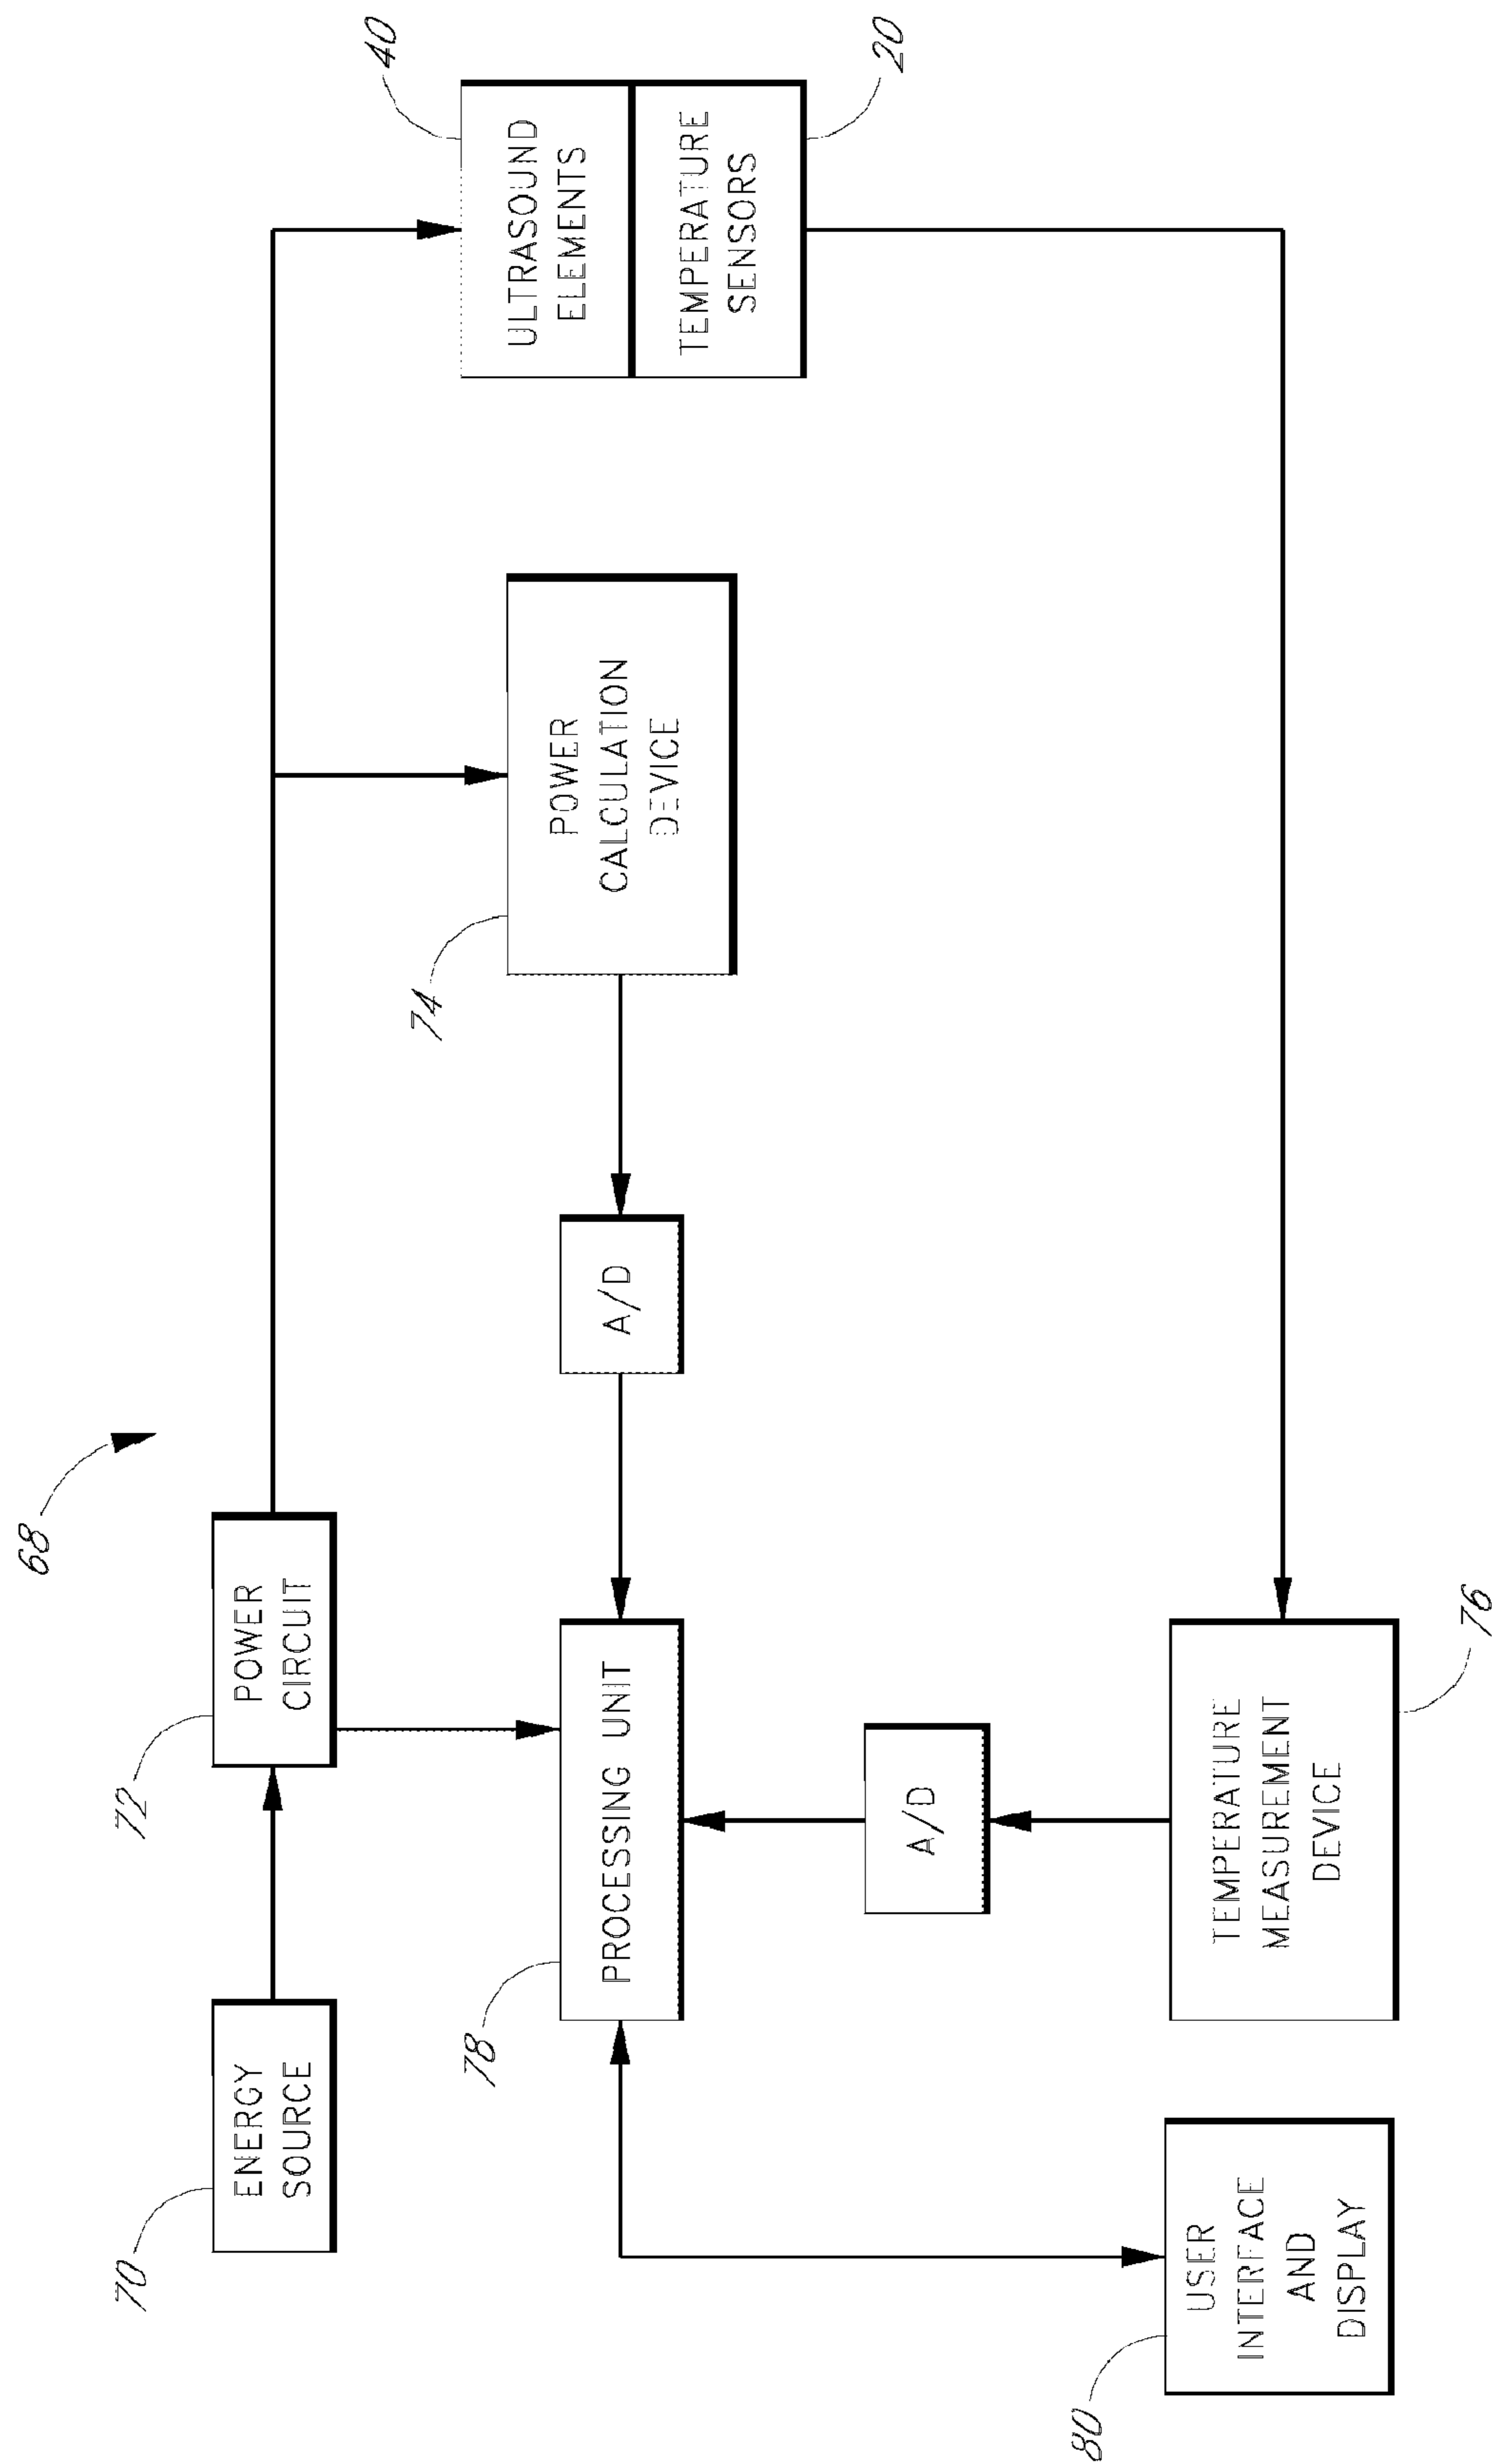 68
70
ENERGY
SOURCE
72
POWER
CIRCUIT
40
ULTRASOUND
ELEMENTS
TEMPERATURE
SENSORS
20
74
POWER
CALCULATION
DEVICE
A/D
78
PROCESSING UNIT
A/D
80
USER
INTERFACE
AND
DISPLAY
TEMPERATURE
MEASUREMENT
DEVICE
76